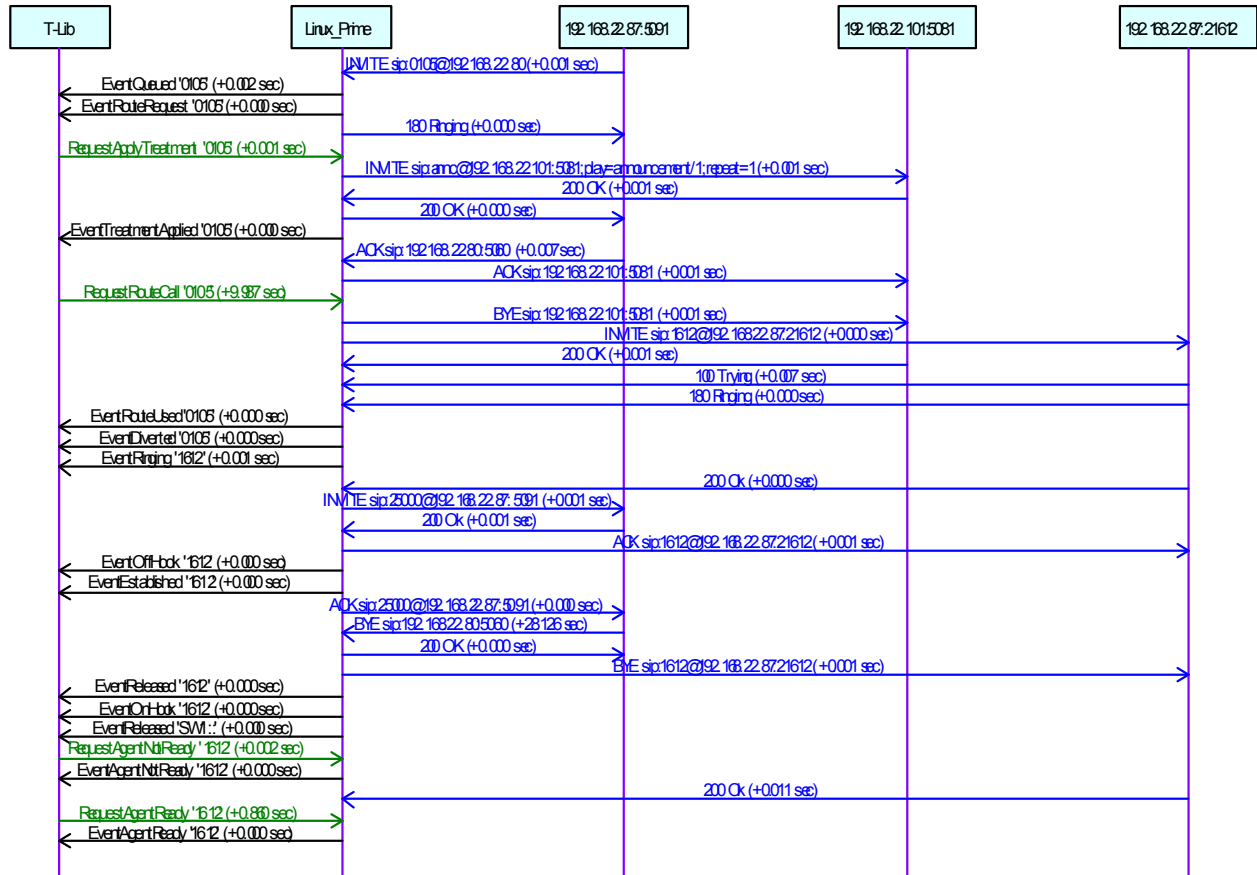 T-Lib
Linux_Prime
192.168.22.87:5091
192.168.22.101:5081
192.168.22.87:21612
INVITE sip:0105@192.168.22.80 (+0.001 sec)
EventQueued '0105' (+0.002 sec)
EventRouteRequest '0105' (+0.000 sec)
180 Ringing (+0.000 sec)
RequestApplyTreatment '0105' (+0.001 sec)
INVITE sip:annc@192.168.22.101:5081;play=announcement/1;repeat=1 (+0.001 sec)
200 OK (+0.001 sec)
200 OK (+0.000 sec)
EventTreatmentApplied '0105' (+0.000 sec)
ACK sip:192.168.22.80:5060 (+0.007 sec)
ACK sip:192.168.22.101:5081 (+0.001 sec)
RequestRouteCall '0105' (+9.987 sec)
BYE sip:192.168.22.101:5081 (+0.001 sec)
INVITE sip:1612@192.168.22.87:21612 (+0.000 sec)
200 OK (+0.001 sec)
100 Trying (+0.007 sec)
180 Ringing (+0.000 sec)
EventRouteUsed '0105' (+0.000 sec)
EventDiverted '0105' (+0.000 sec)
EventRinging '1612' (+0.001 sec)
200 Ok (+0.000 sec)
INVITE sip:25000@192.168.22.87:5091 (+0.001 sec)
200 Ok (+0.001 sec)
ACK sip:1612@192.168.22.87:21612 (+0.001 sec)
EventOffHook '1612' (+0.000 sec)
EventEstablished '1612' (+0.000 sec)
ACK sip:25000@192.168.22.87:5091 (+0.000 sec)
BYE sip:192.168.22.80:5060 (+28.126 sec)
200 OK (+0.000 sec)
BYE sip:1612@192.168.22.87:21612 (+0.001 sec)
EventReleased '1612' (+0.000 sec)
EventOnHook '1612' (+0.000 sec)
EventReleased 'SW1::' (+0.000 sec)
RequestAgentNotReady '1612' (+0.002 sec)
EventAgentNotReady '1612' (+0.000 sec)
200 Ok (+0.011 sec)
RequestAgentReady '1612' (+0.860 sec)
EventAgentReady '1612' (+0.000 sec)